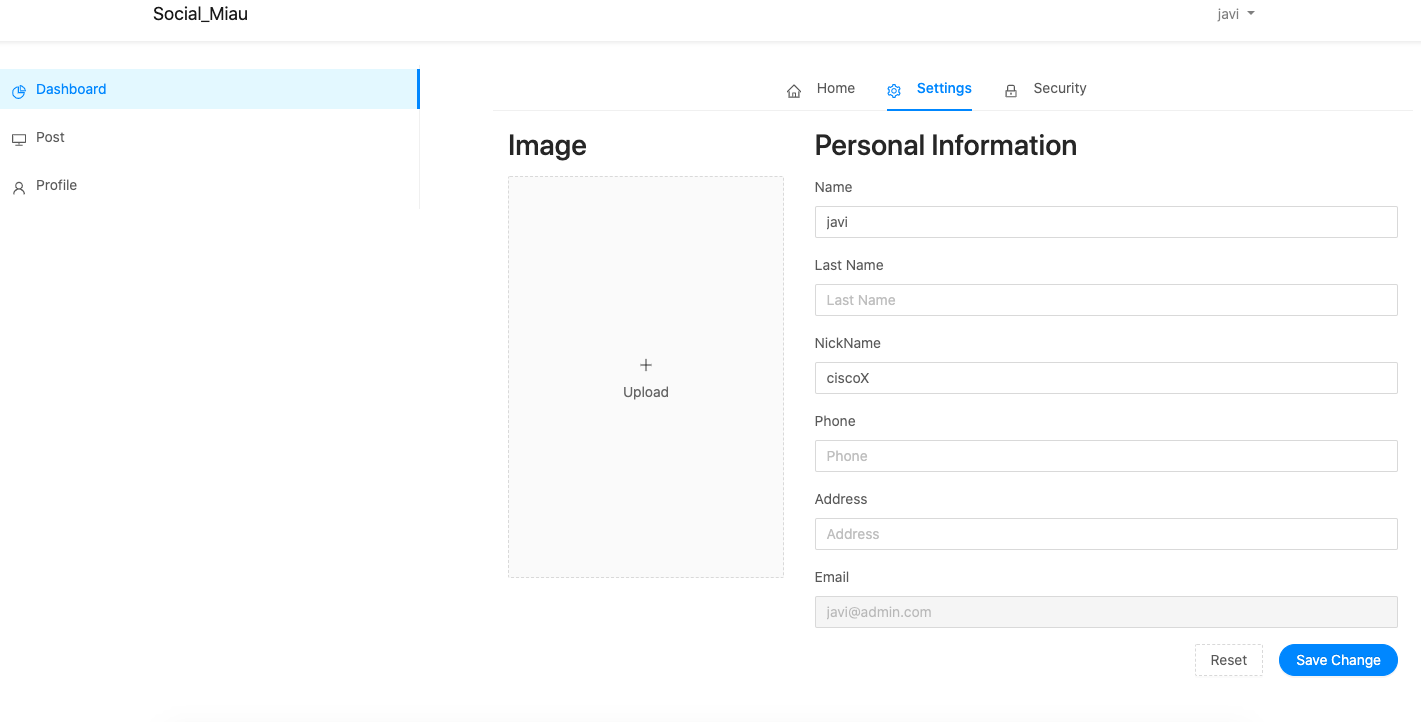 Social_Miau
javi
Dashboard
Post
Profile
Home
Settings
Security
Image
Upload
Personal Information
Name
javi
Last Name
Last Name
NickName
ciscoX
Phone
Phone
Address
Address
Email
javi@admin.com
Reset
Save Change